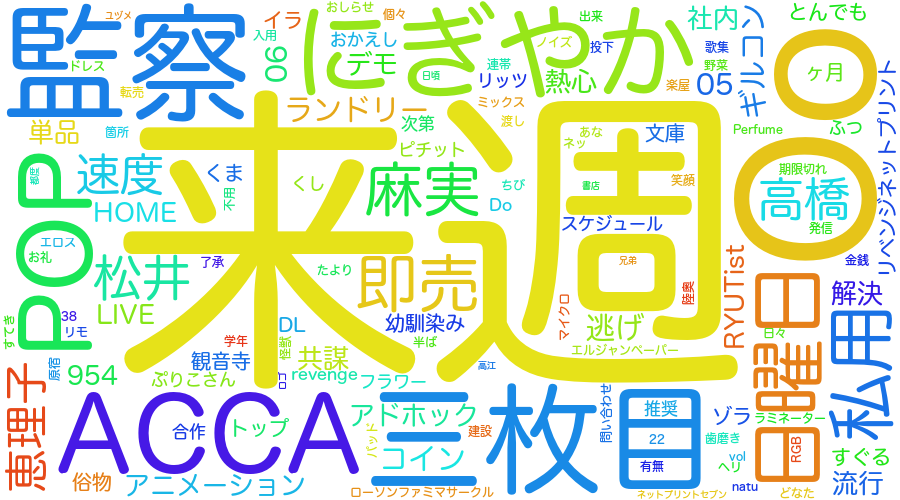 監察
にぎやか
来週
〇〇
ACCA
三枚目
POP
日曜日
私用
高橋
麻実
即売
松井
速度
恵理子
RYUTist
954
LIVE
HOME
DL
ランドリー
アドホック
コイン
共謀
revenge
フラワー
アニメーション
ぷりこさん
観音寺
幼馴染み
逃げ
スケジュール
エルジャンペーパー
マイクロ
陸奥
兄弟
解決
金銭
発信
期限切れ
日々
ラミネーター
RGB
どなた
流行
すぐる
ゾラ
歯磨き
vol
ヘリ
natu
ネットプリントセブン
推奨
22
有無
問い合わせ
建設
バッド
ローソンファミマサークル
トップ
合作
俗物
原宿
すてき
38
リモ
お礼
エロス
都度
単品
箇所
転売
ドレス
ユヅメ
入用
イラ
06
おしらせ
個々
おかえし
デモ
日頃
次第
ピチット
くま
不用
くし
了承
たより
学年
怪獣
半ば
高江
リッツ
連帯
ノイズ
ミックス
渡し
熱心
投下
出来
歌集
野菜
楽屋
社内
05
文庫
あな
ネッ
書店
笑顔
ちび
Do
Perfume
ふつ
ヶ月
とんでも
ギルコン
リベンジネットプリント